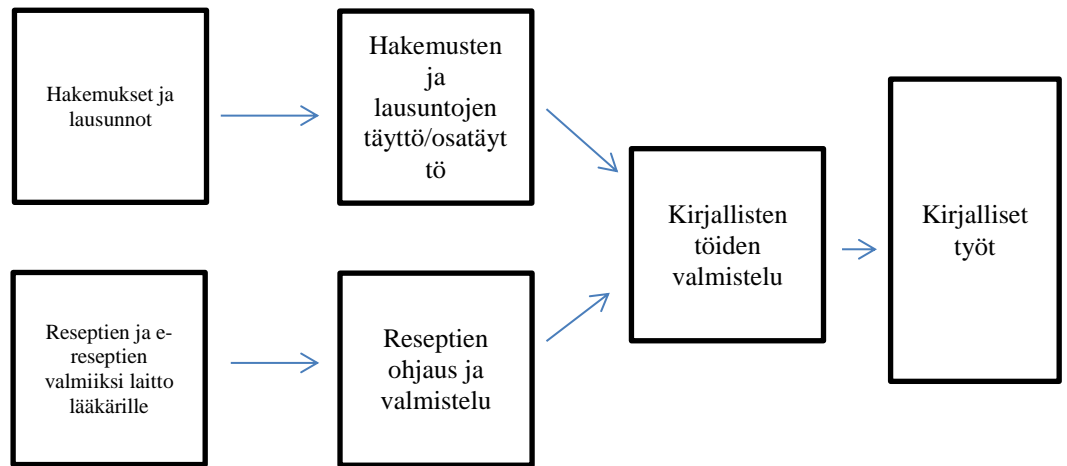 Hakemukset ja
lausunnot
Hakemusten
ja
lausuntojen
täyttö/osatäyt
tö
Reseptien ja e-
reseptien
valmiiksi laitto
lääkärille
Reseptien
ohjaus ja
valmistelu
Kirjallisten
töiden
valmistelu
Kirjalliset
työt